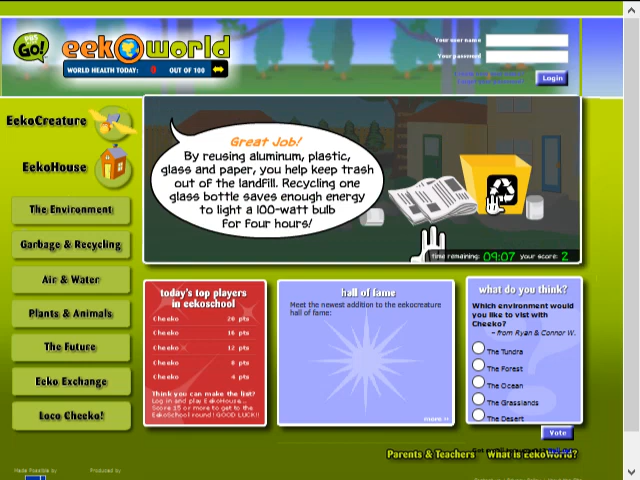 PBS KIDS
GO!
eekoworld
WORLD HEALTH TODAY: 0 OUT OF 100
Your user name
Your password
Login
EekoCreature
EekoHouse
The Environment
Garbage & Recycling
Air & Water
Plants & Animals
The Future
Eeko Exchange
Loco Cheeko!
Great Job!
By reusing aluminum, plastic,
glass and paper, you help keep trash
out of the landfill. Recycling one
glass bottle saves enough energy
to light a 100-watt bulb
for four hours!
time remaining: 09:07 your score: 2
today's top players
in eekoschool
Cheeko 20 pts
Cheeko 16 pts
Cheeko 12 pts
Cheeko 8 pts
Cheeko 4 pts
Think you can make the list?
Log in and play EekoHouse...
Score 15 or more to get to the
EekoSchool round! GOOD LUCK!!
hall of fame
Meet the newest addition to the eekocreature
hall of fame:
more »
what do you think?
Which environment would
you like to vist with
Cheeko?
- from Ryan & Connor W.
The Tundra
The Forest
The Ocean
The Grasslands
The Desert
Vote
Parents & Teachers What is EekoWorld?
Made Possible by Produced by